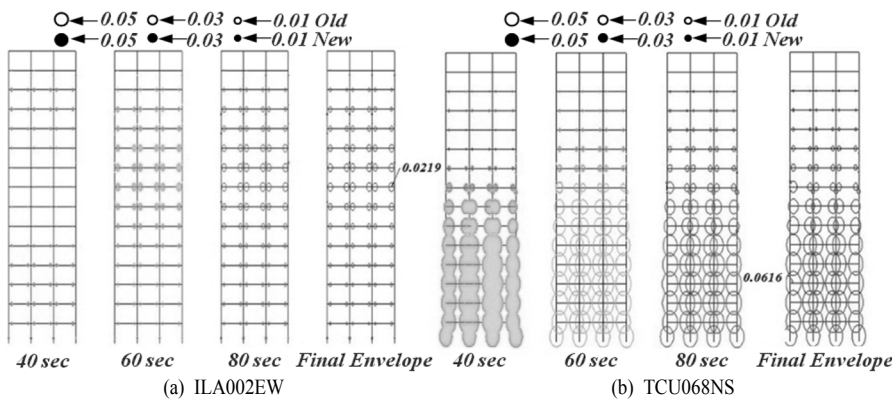 0.05 0.03 0.01 Old
0.05 0.03 0.01 New
0.05 0.03 0.01 Old
0.05 0.03 0.01 New
0.0219
0.0616
40 sec 60 sec 80 sec Final Envelope
40 sec 60 sec 80 sec Final Envelope
(a) ILA002EW
(b) TCU068NS